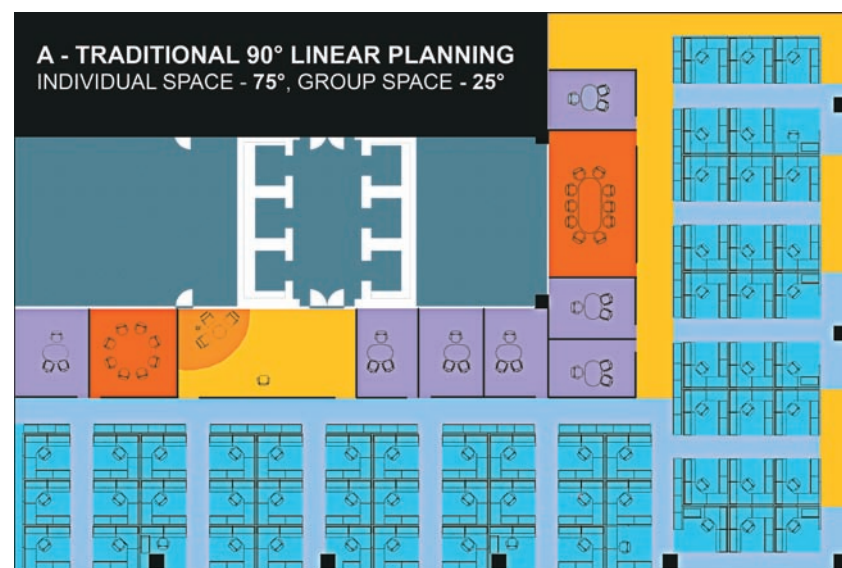 A - TRADITIONAL 90° LINEAR PLANNING
INDIVIDUAL SPACE - 75°, GROUP SPACE - 25°